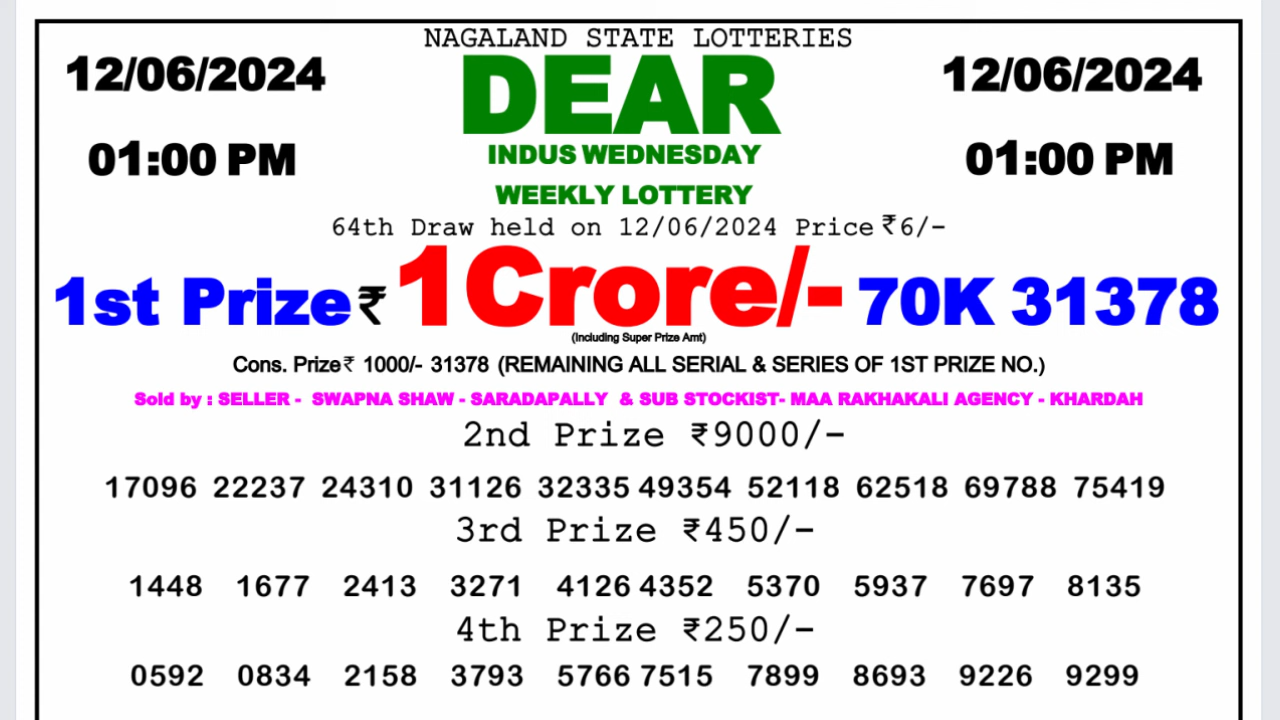 NAGALAND STATE LOTTERIES
12/06/2024 DEAR 12/06/2024
01:00 PM INDUS WEDNESDAY 01:00 PM
WEEKLY LOTTERY
64th Draw held on 12/06/2024 Price ₹6/-
1st Prize ₹ 1Crore/- 70K 31378
(Including Super Prize Amt)
Cons. Prize ₹ 1000/- 31378 (REMAINING ALL SERIAL & SERIES OF 1ST PRIZE NO.)
Sold by : SELLER - SWAPNA SHAW - SARADAPALLY & SUB STOCKIST- MAA RAKHAKALI AGENCY - KHARDAH
2nd Prize ₹9000/-
17096 22237 24310 31126 32335 49354 52118 62518 69788 75419
3rd Prize ₹450/-
1448 1677 2413 3271 4126 4352 5370 5937 7697 8135
4th Prize ₹250/-
0592 0834 2158 3793 5766 7515 7899 8693 9226 9299